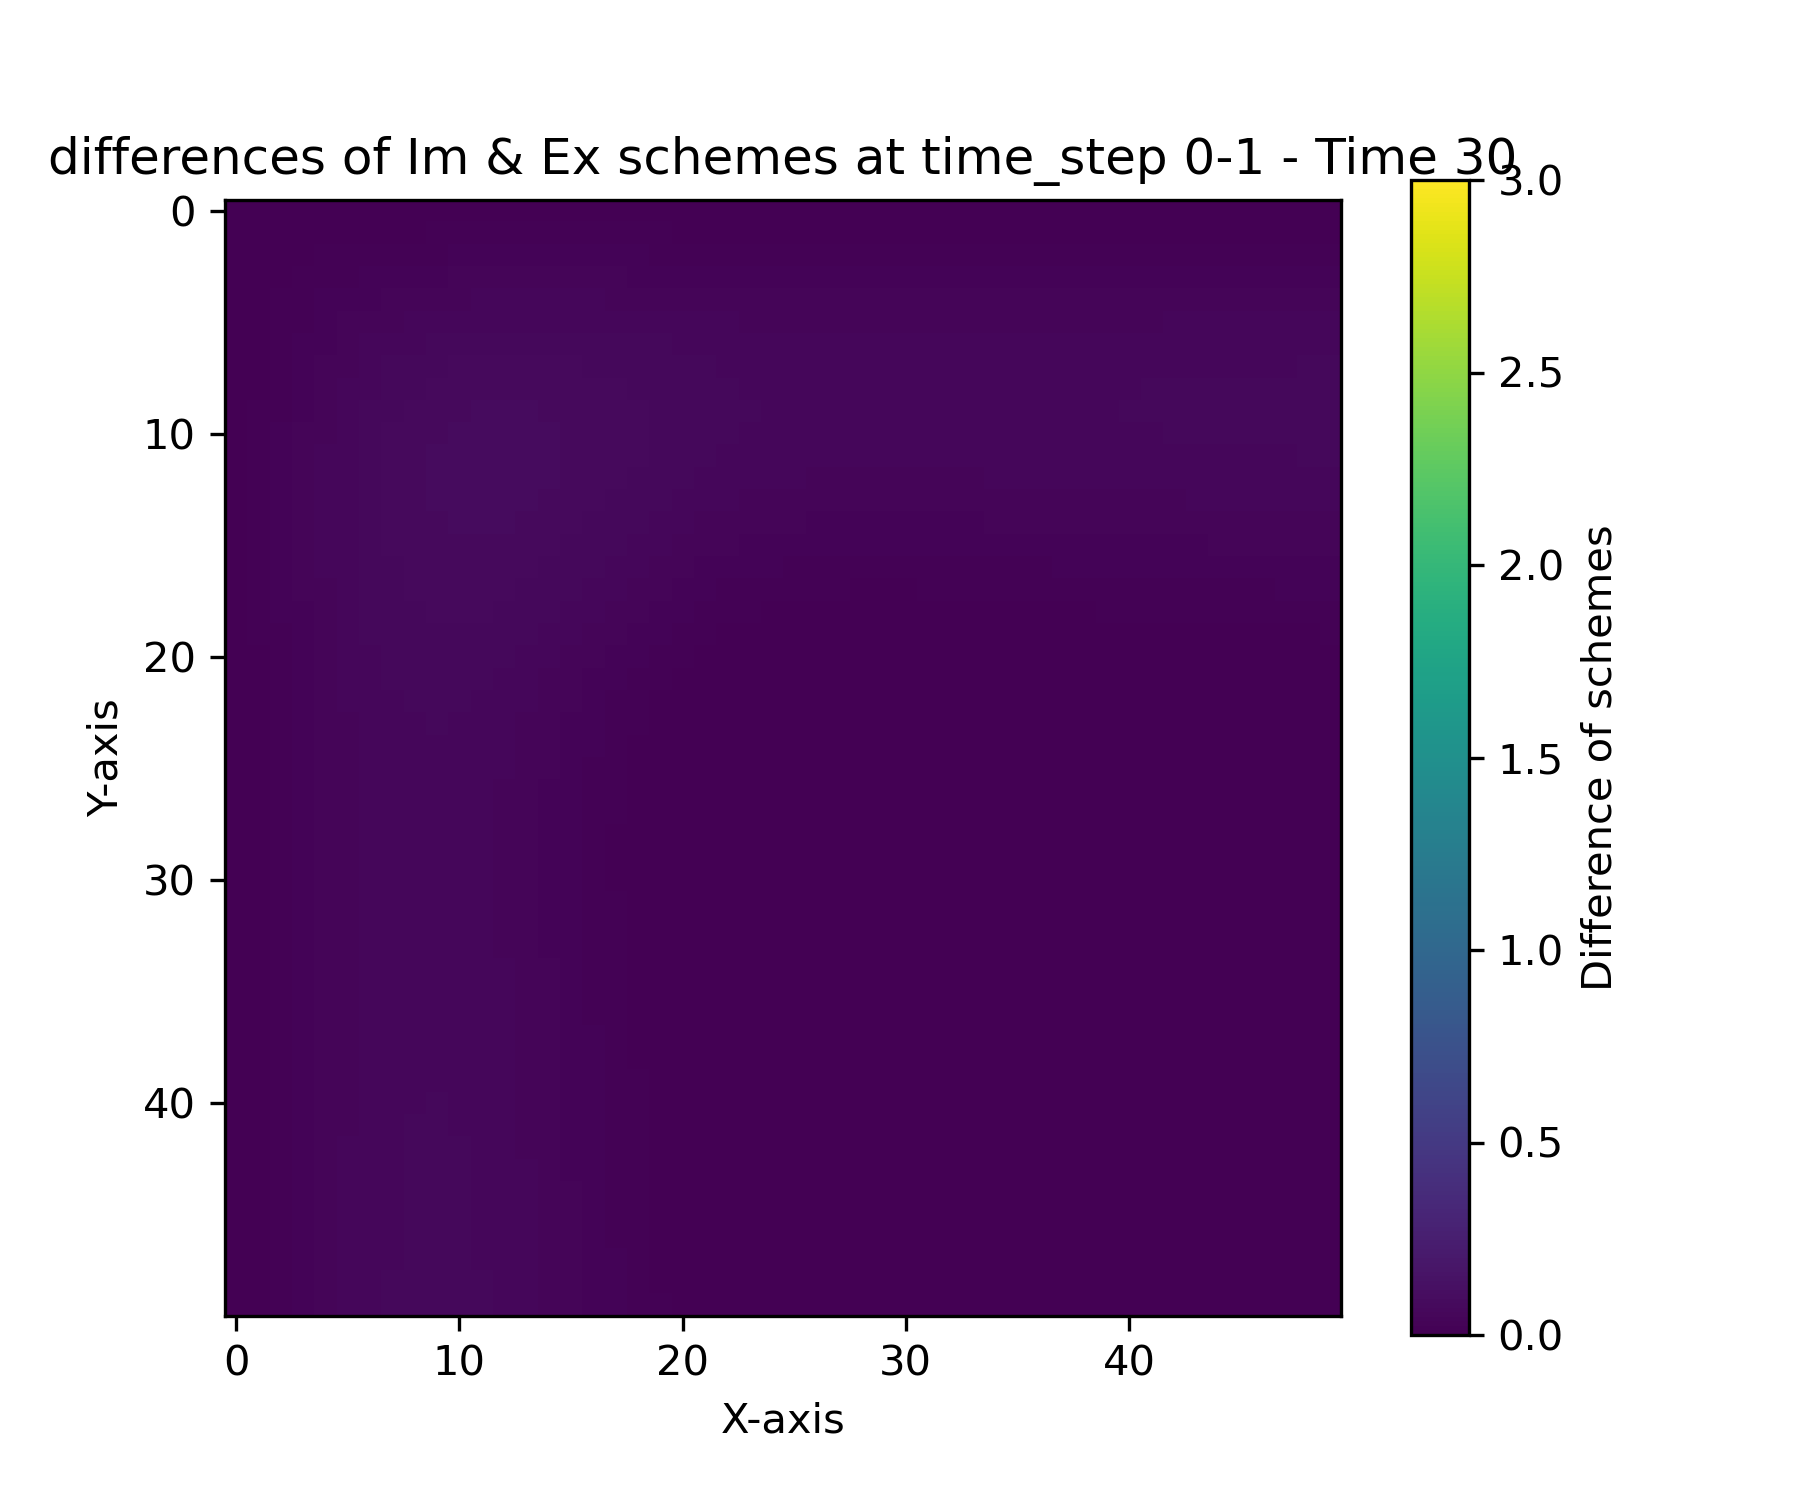 differences of Im & Ex schemes at time_step 0-1 - Time 30
0
10
20
30
40
Y-axis
0 10 20 30 40
X-axis
3.0
2.5
2.0
1.5
1.0
0.5
0.0
Difference of schemes